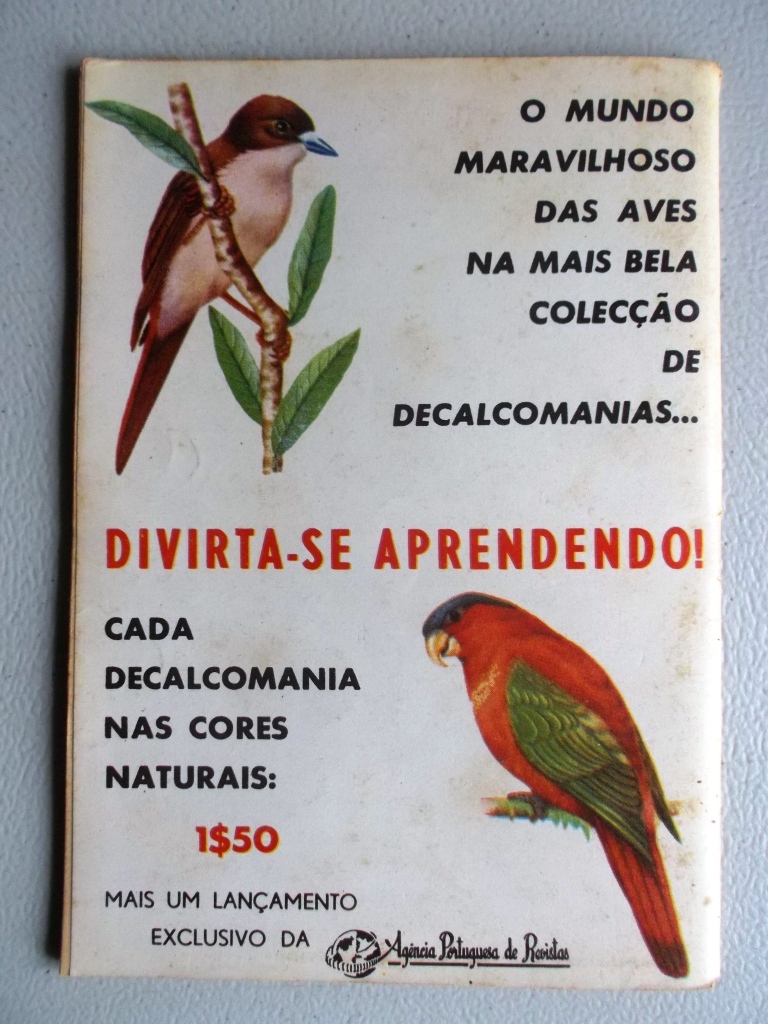 O MUNDO
MARAVILHOSO
DAS AVES
NA MAIS BELA
COLECÇÃO
DE
DECALCOMANIAS...
DIVIRTA-SE APRENDENDO!
CADA
DECALCOMANIA
NAS CORES
NATURAIS:
1$50
MAIS UM LANÇAMENTO
EXCLUSIVO DA Agência Portuguesa de Revistas